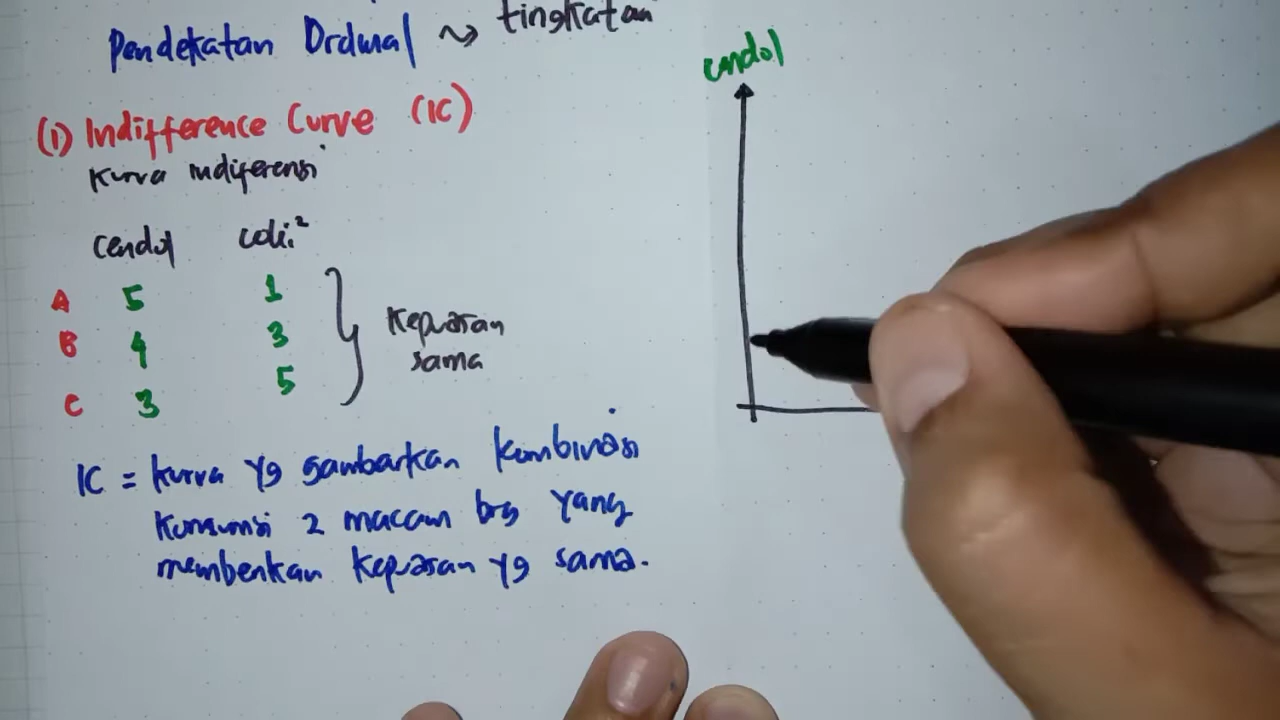 Pendekatan Ordinal ~> tingkatan
(1) Indifference Curve (IC)
Kurva indiferensi
cendol coki²
A 5 1
B 4 3
C 3 5
Kepuasan
sama
IC = kurva yg gambarkan kombinasi
konsumsi 2 macam brg yang
memberikan kepuasan yg sama.
cendol